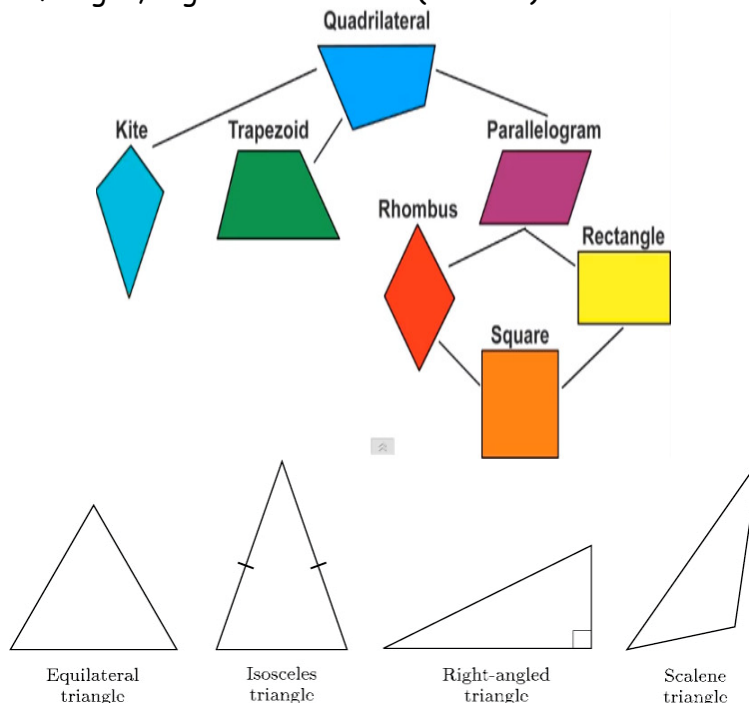 Quadrilateral
Kite
Trapezoid
Parallelogram
Rhombus
Rectangle
Square
Equilateral
triangle
Isosceles
triangle
Right-angled
triangle
Scalene
triangle